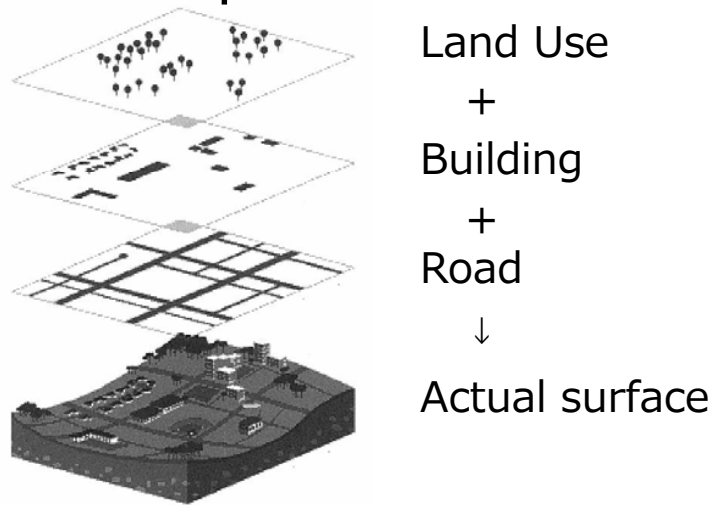 Land Use
+
Building
+
Road
↓
Actual surface